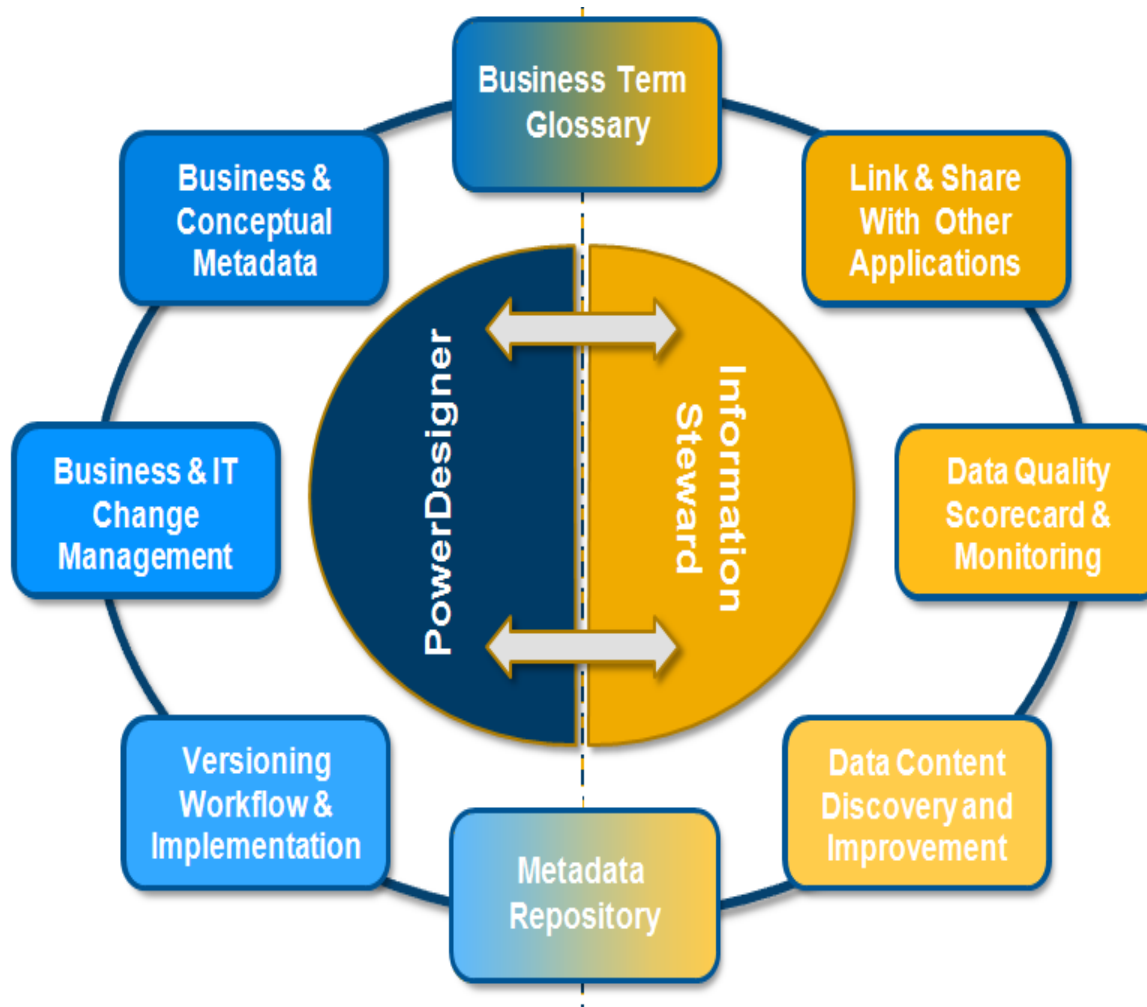 Business Term
Glossary
Business &
Conceptual
Metadata
Link & Share
With Other
Applications
PowerDesigner
Information
Steward
Business & IT
Change
Management
Data Quality
Scorecard &
Monitoring
Versioning
Workflow &
Implementation
Data Content
Discovery and
Improvement
Metadata
Repository